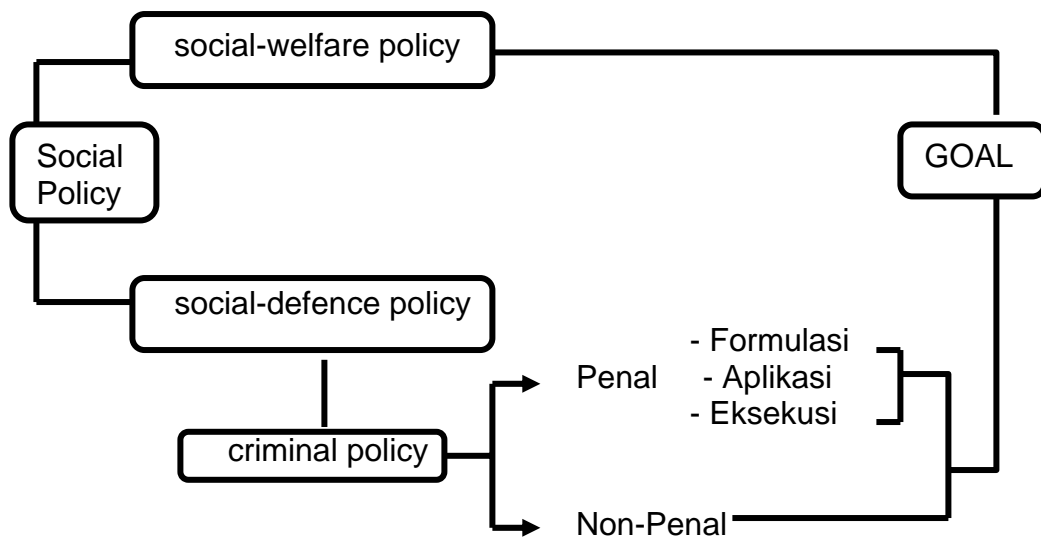 social-welfare policy
Social
Policy
GOAL
social-defence policy
- Formulasi
Penal - Aplikasi
- Eksekusi
criminal policy
Non-Penal